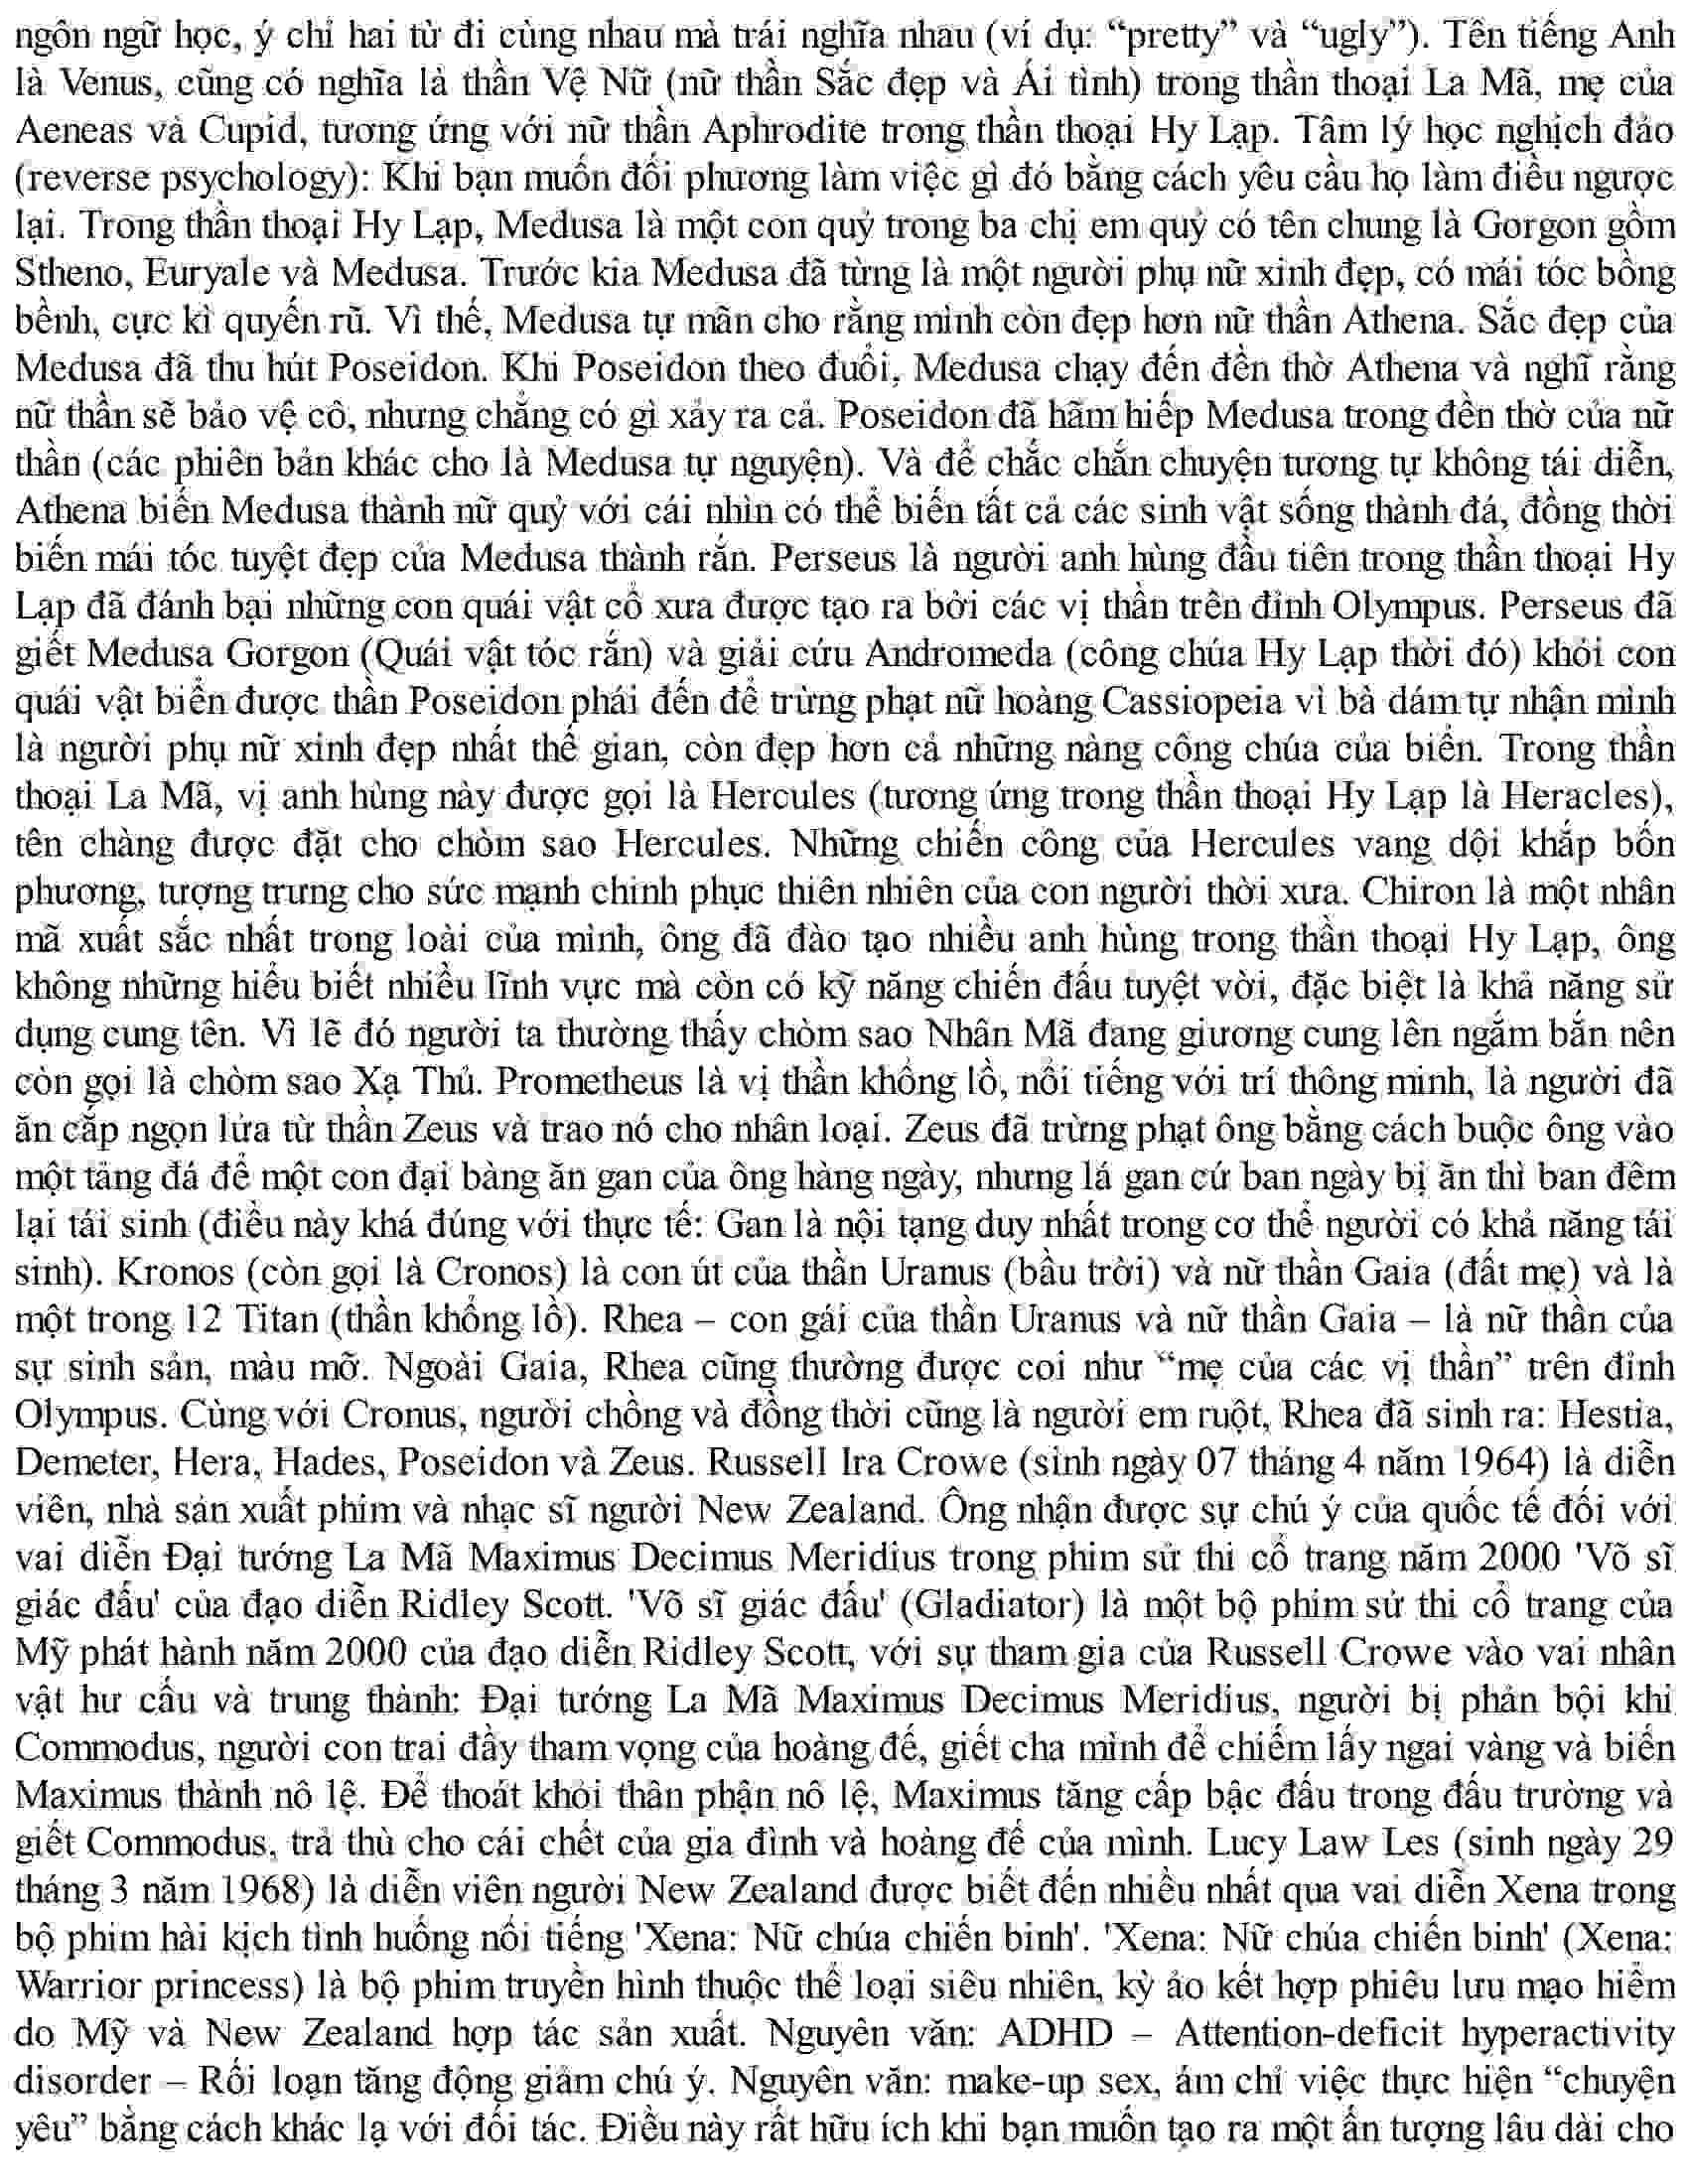 ngôn ngữ học, ý chỉ hai từ đi cùng nhau mà trái nghĩa nhau (ví dụ: “pretty” và “ugly”). Tên tiếng Anh
là Venus, cũng có nghĩa là thần Vệ Nữ (nữ thần Sắc đẹp và Ái tình) trong thần thoại La Mã, mẹ của
Aeneas và Cupid, tương ứng với nữ thần Aphrodite trong thần thoại Hy Lạp. Tâm lý học nghịch đảo
(reverse psychology): Khi bạn muốn đối phương làm việc gì đó bằng cách yêu cầu họ làm điều ngược
lại. Trong thần thoại Hy Lạp, Medusa là một con quỷ trong ba chị em quỷ có tên chung là Gorgon gồm
Stheno, Euryale và Medusa. Trước kia Medusa đã từng là một người phụ nữ xinh đẹp, có mái tóc bồng
bềnh, cực kì quyến rũ. Vì thế, Medusa tự mãn cho rằng mình còn đẹp hơn nữ thần Athena. Sắc đẹp của
Medusa đã thu hút Poseidon. Khi Poseidon theo đuổi, Medusa chạy đến đền thờ Athena và nghĩ rằng
nữ thần sẽ bảo vệ cô, nhưng chẳng có gì xảy ra cả. Poseidon đã hãm hiếp Medusa trong đền thờ của nữ
thần (các phiên bản khác cho là Medusa tự nguyện). Và để chắc chắn chuyện tương tự không tái diễn,
Athena biến Medusa thành nữ quỷ với cái nhìn có thể biến tất cả các sinh vật sống thành đá, đồng thời
biến mái tóc tuyệt đẹp của Medusa thành rắn. Perseus là người anh hùng đầu tiên trong thần thoại Hy
Lạp đã đánh bại những con quái vật cổ xưa được tạo ra bởi các vị thần trên đỉnh Olympus. Perseus đã
giết Medusa Gorgon (Quái vật tóc rắn) và giải cứu Andromeda (công chúa Hy Lạp thời đó) khỏi con
quái vật biển được thần Poseidon phái đến để trừng phạt nữ hoàng Cassiopeia vì bà dám tự nhận mình
là người phụ nữ xinh đẹp nhất thế gian, còn đẹp hơn cả những nàng công chúa của biển. Trong thần
thoại La Mã, vị anh hùng này được gọi là Hercules (tương ứng trong thần thoại Hy Lạp là Heracles),
tên chàng được đặt cho chòm sao Hercules. Những chiến công của Hercules vang dội khắp bốn
phương, tượng trưng cho sức mạnh chinh phục thiên nhiên của con người thời xưa. Chiron là một nhân
mã xuất sắc nhất trong loài của mình, ông đã đào tạo nhiều anh hùng trong thần thoại Hy Lạp, ông
không những hiểu biết nhiều lĩnh vực mà còn có kỹ năng chiến đấu tuyệt vời, đặc biệt là khả năng sử
dụng cung tên. Vì lẽ đó người ta thường thấy chòm sao Nhân Mã đang giương cung lên ngắm bắn nên
còn gọi là chòm sao Xạ Thủ. Prometheus là vị thần khổng lồ, nổi tiếng với trí thông minh, là người đã
ăn cắp ngọn lửa từ thần Zeus và trao nó cho nhân loại. Zeus đã trừng phạt ông bằng cách buộc ông vào
một tảng đá để một con đại bàng ăn gan của ông hàng ngày, nhưng lá gan cứ ban ngày bị ăn thì ban đêm
lại tái sinh (điều này khá đúng với thực tế: Gan là nội tạng duy nhất trong cơ thể người có khả năng tái
sinh). Kronos (còn gọi là Cronos) là con út của thần Uranus (bầu trời) và nữ thần Gaia (đất mẹ) và là
một trong 12 Titan (thần khổng lồ). Rhea – con gái của thần Uranus và nữ thần Gaia – là nữ thần của
sự sinh sản, màu mỡ. Ngoài Gaia, Rhea cũng thường được coi như “mẹ của các vị thần” trên đỉnh
Olympus. Cùng với Cronus, người chồng và đồng thời cũng là người em ruột, Rhea đã sinh ra: Hestia,
Demeter, Hera, Hades, Poseidon và Zeus. Russell Ira Crowe (sinh ngày 07 tháng 4 năm 1964) là diễn
viên, nhà sản xuất phim và nhạc sĩ người New Zealand. Ông nhận được sự chú ý của quốc tế đối với
vai diễn Đại tướng La Mã Maximus Decimus Meridius trong phim sử thi cổ trang năm 2000 'Võ sĩ
giác đấu' của đạo diễn Ridley Scott. 'Võ sĩ giác đấu' (Gladiator) là một bộ phim sử thi cổ trang của
Mỹ phát hành năm 2000 của đạo diễn Ridley Scott, với sự tham gia của Russell Crowe vào vai nhân
vật hư cấu và trung thành: Đại tướng La Mã Maximus Decimus Meridius, người bị phản bội khi
Commodus, người con trai đầy tham vọng của hoàng đế, giết cha mình để chiếm lấy ngai vàng và biến
Maximus thành nô lệ. Để thoát khỏi thân phận nô lệ, Maximus tăng cấp bậc đấu trong đấu trường và
giết Commodus, trả thù cho cái chết của gia đình và hoàng đế của mình. Lucy Law Les (sinh ngày 29
tháng 3 năm 1968) là diễn viên người New Zealand được biết đến nhiều nhất qua vai diễn Xena trong
bộ phim hài kịch tình huống nổi tiếng 'Xena: Nữ chúa chiến binh'. 'Xena: Nữ chúa chiến binh' (Xena:
Warrior princess) là bộ phim truyền hình thuộc thể loại siêu nhiên, kỳ ảo kết hợp phiêu lưu mạo hiểm
do Mỹ và New Zealand hợp tác sản xuất. Nguyên văn: ADHD – Attention-deficit hyperactivity
disorder – Rối loạn tăng động giảm chú ý. Nguyên văn: make-up sex, ám chỉ việc thực hiện “chuyện
yêu” bằng cách khác lạ với đối tác. Điều này rất hữu ích khi bạn muốn tạo ra một ấn tượng lâu dài cho